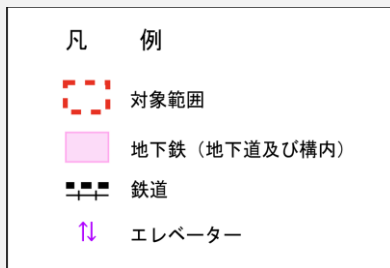 凡 例
対象範囲
地下鉄（地下道及び構内）
鉄道
エレベーター